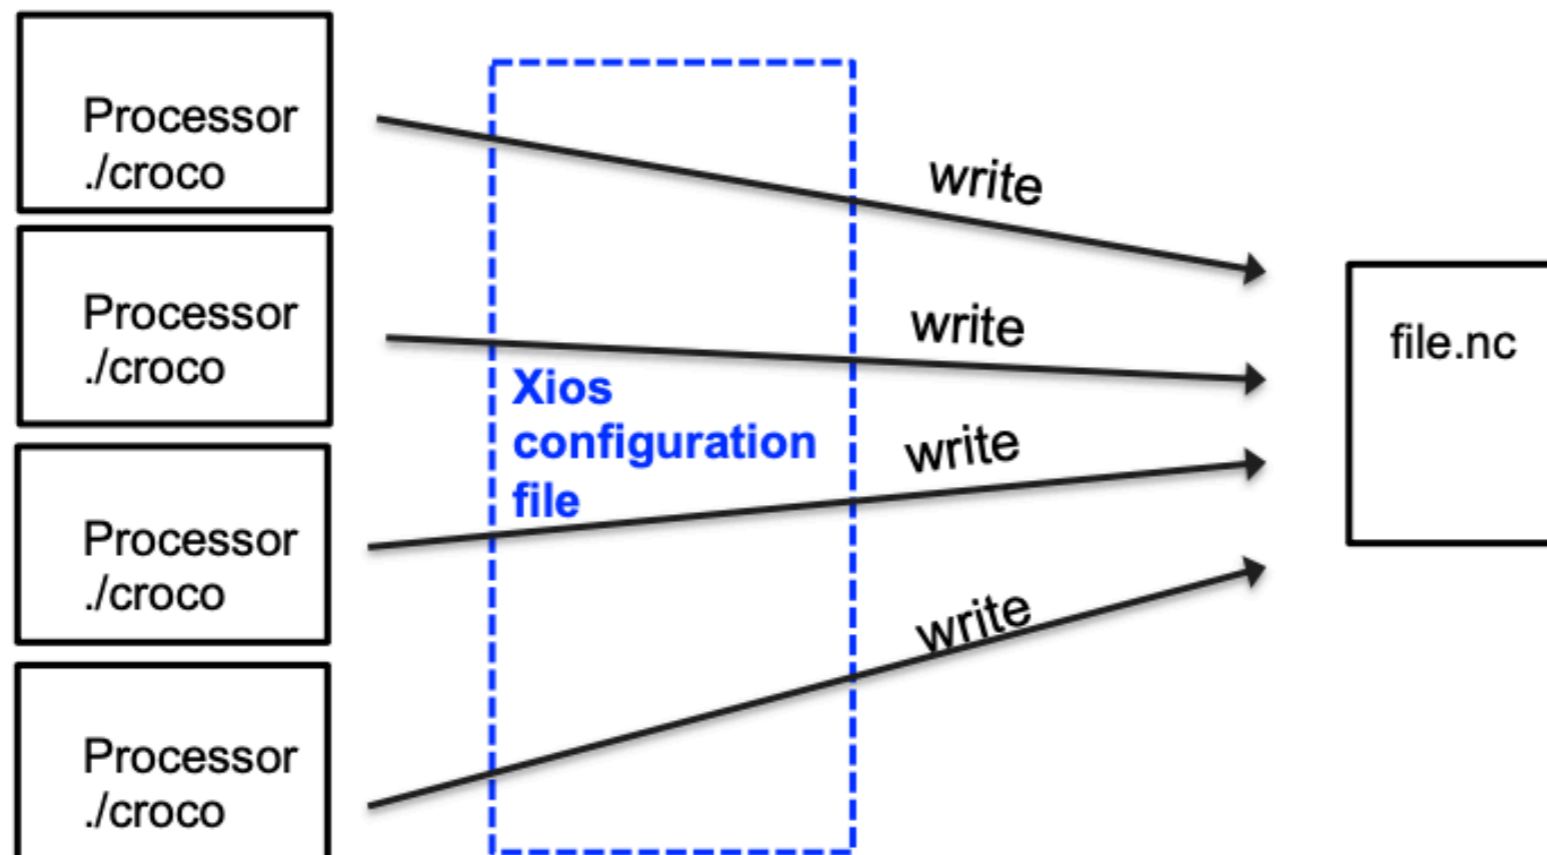 Processor
./croco
write
Processor
./croco
write
file.nc
Xios
configuration
file
write
Processor
./croco
write
Processor
./croco